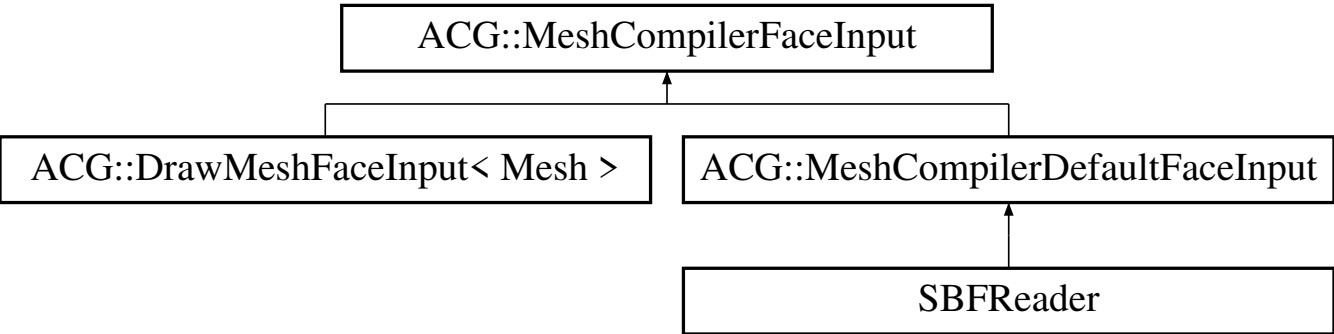 ACG::MeshCompilerFaceInput
ACG::DrawMeshFaceInput< Mesh >
ACG::MeshCompilerDefaultFaceInput
SBFReader